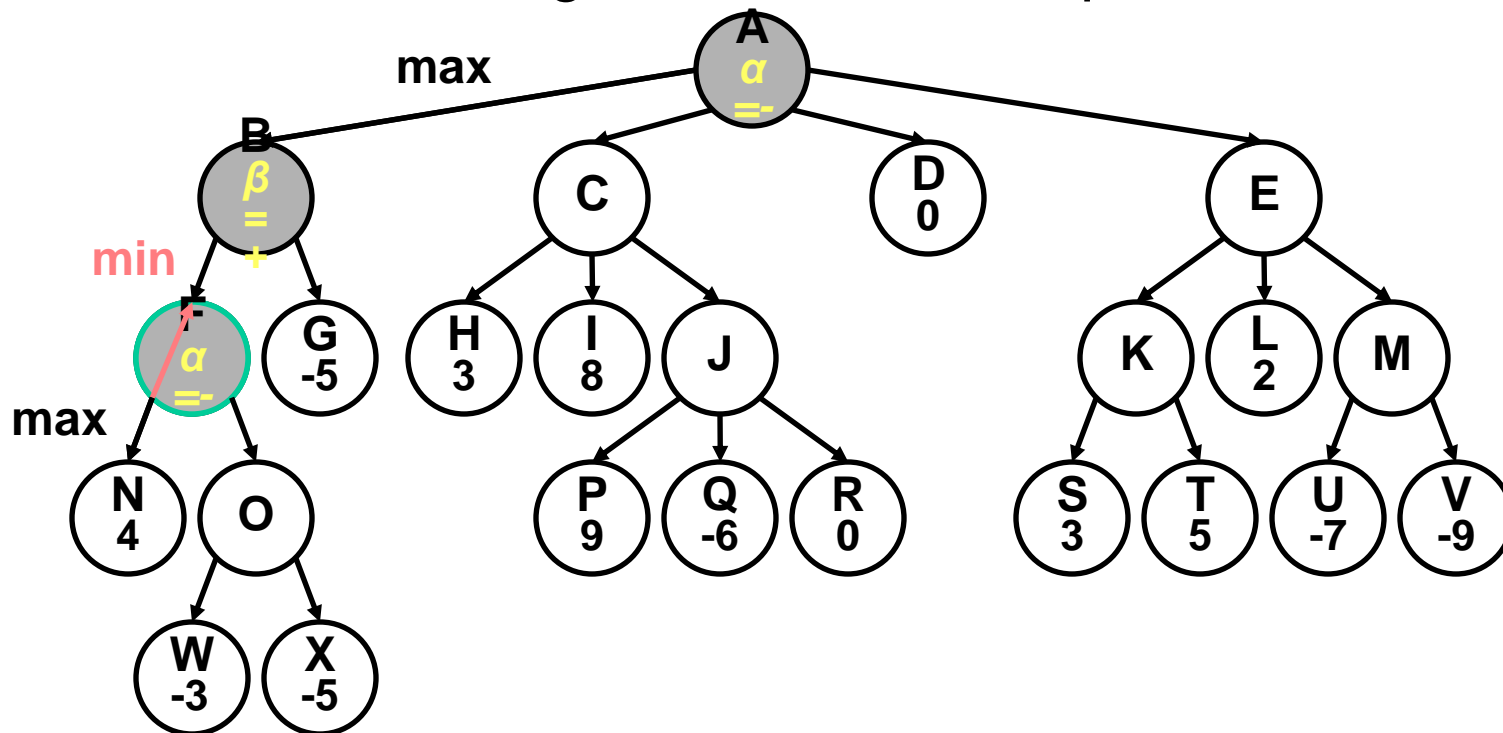 A
max
α
=-
B
β
=
+
C
D
0
E
min
F
α
=-
G
-5
H
3
I
8
J
K
L
2
M
max
N
4
O
P
9
Q
-6
R
0
S
3
T
5
U
-7
V
-9
W
-3
X
-5